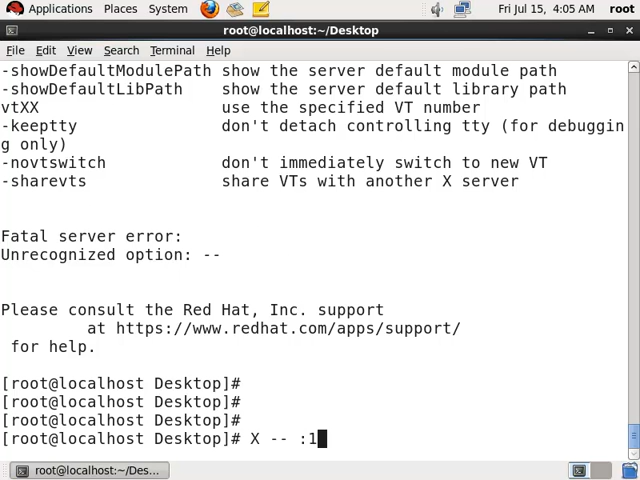 Applications Places System Fri Jul 15, 4:05 AM root
root@localhost:~/Desktop
File Edit View Search Terminal Help
-showDefaultModulePath show the server default module path
-showDefaultLibPath show the server default library path
vtXX use the specified VT number
-keeptty don't detach controlling tty (for debuggin
g only)
-novtswitch don't immediately switch to new VT
-sharevts share VTs with another X server
Fatal server error:
Unrecognized option: --
Please consult the Red Hat, Inc. support
at https://www.redhat.com/apps/support/
for help.
[root@localhost Desktop]#
[root@localhost Desktop]#
[root@localhost Desktop]#
[root@localhost Desktop]# X -- :1
root@localhost:~/Des...